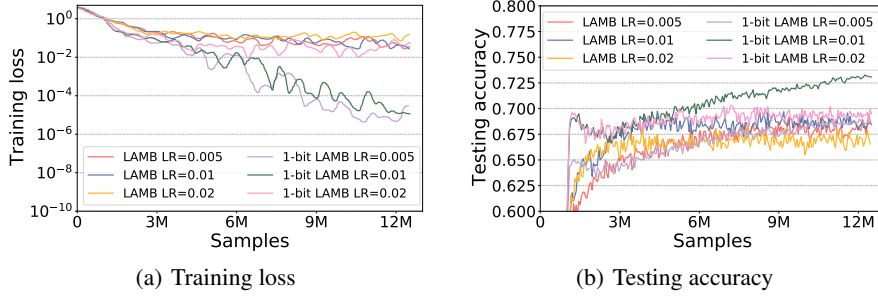 Training loss
10^0
10^-2
10^-4
10^-6
10^-8
10^-10
LAMB LR=0.005
LAMB LR=0.01
LAMB LR=0.02
1-bit LAMB LR=0.005
1-bit LAMB LR=0.01
1-bit LAMB LR=0.02
0 3M 6M 9M 12M
Samples
(a) Training loss
Testing accuracy
0.800
0.775
0.750
0.725
0.700
0.675
0.650
0.625
0.600
LAMB LR=0.005
LAMB LR=0.01
LAMB LR=0.02
1-bit LAMB LR=0.005
1-bit LAMB LR=0.01
1-bit LAMB LR=0.02
0 3M 6M 9M 12M
Samples
(b) Testing accuracy